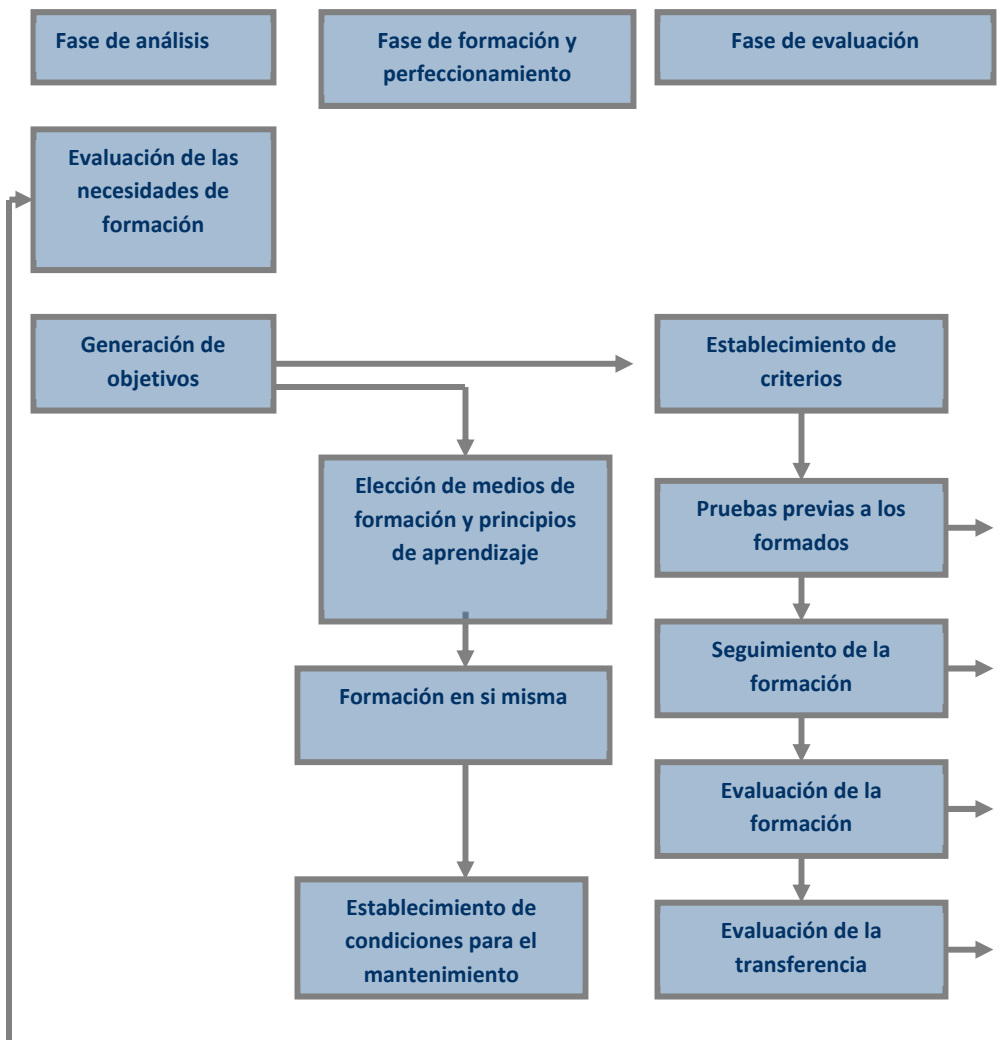 Fase de análisis
Fase de formación y
perfeccionamiento
Fase de evaluación
Evaluación de las
necesidades de
formación
Generación de
objetivos
Establecimiento de
criterios
Elección de medios de
formación y principios
de aprendizaje
Pruebas previas a los
formados
Seguimiento de la
formación
Formación en si misma
Evaluación de la
formación
Establecimiento de
condiciones para el
mantenimiento
Evaluación de la
transferencia